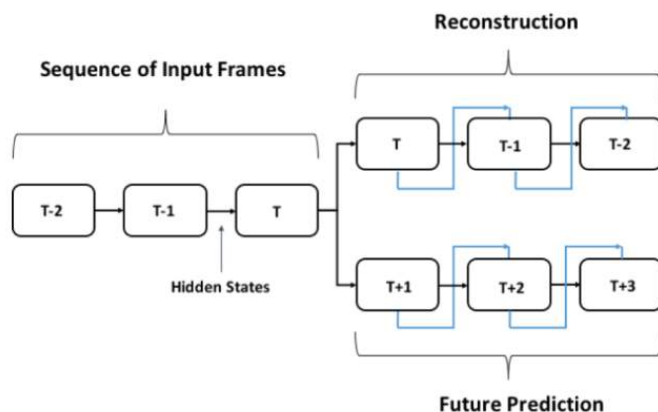 Reconstruction
Sequence of Input Frames
T
T-1
T-2
T-2
T-1
T
Hidden States
T+1
T+2
T+3
Future Prediction